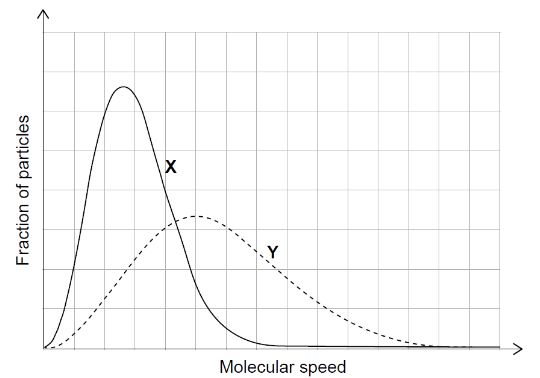 Fraction of particles
X
Y
Molecular speed